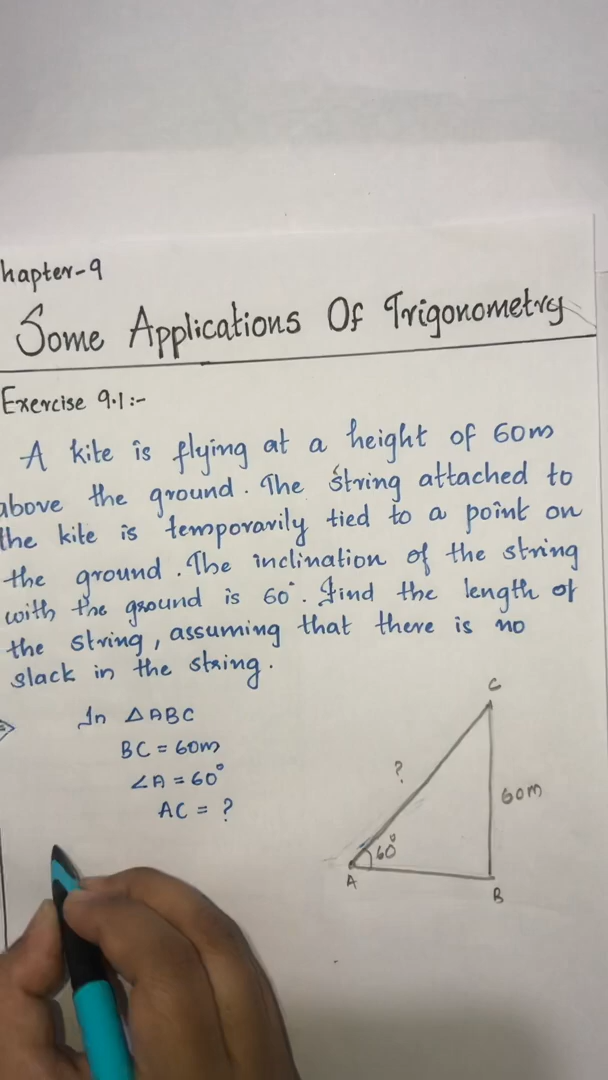 hapter-9
Some Applications Of Trigonometry
Exercise 9.1:-
A kite is flying at a height of 60m
above the ground. The string attached to
the kite is temporarily tied to a point on
the ground. The inclination of the string
with the ground is 60°. Find the length of
the string, assuming that there is no
slack in the string.
In △ABC
BC = 60m
∠A = 60°
AC = ?
C
?
60m
60°
A
B